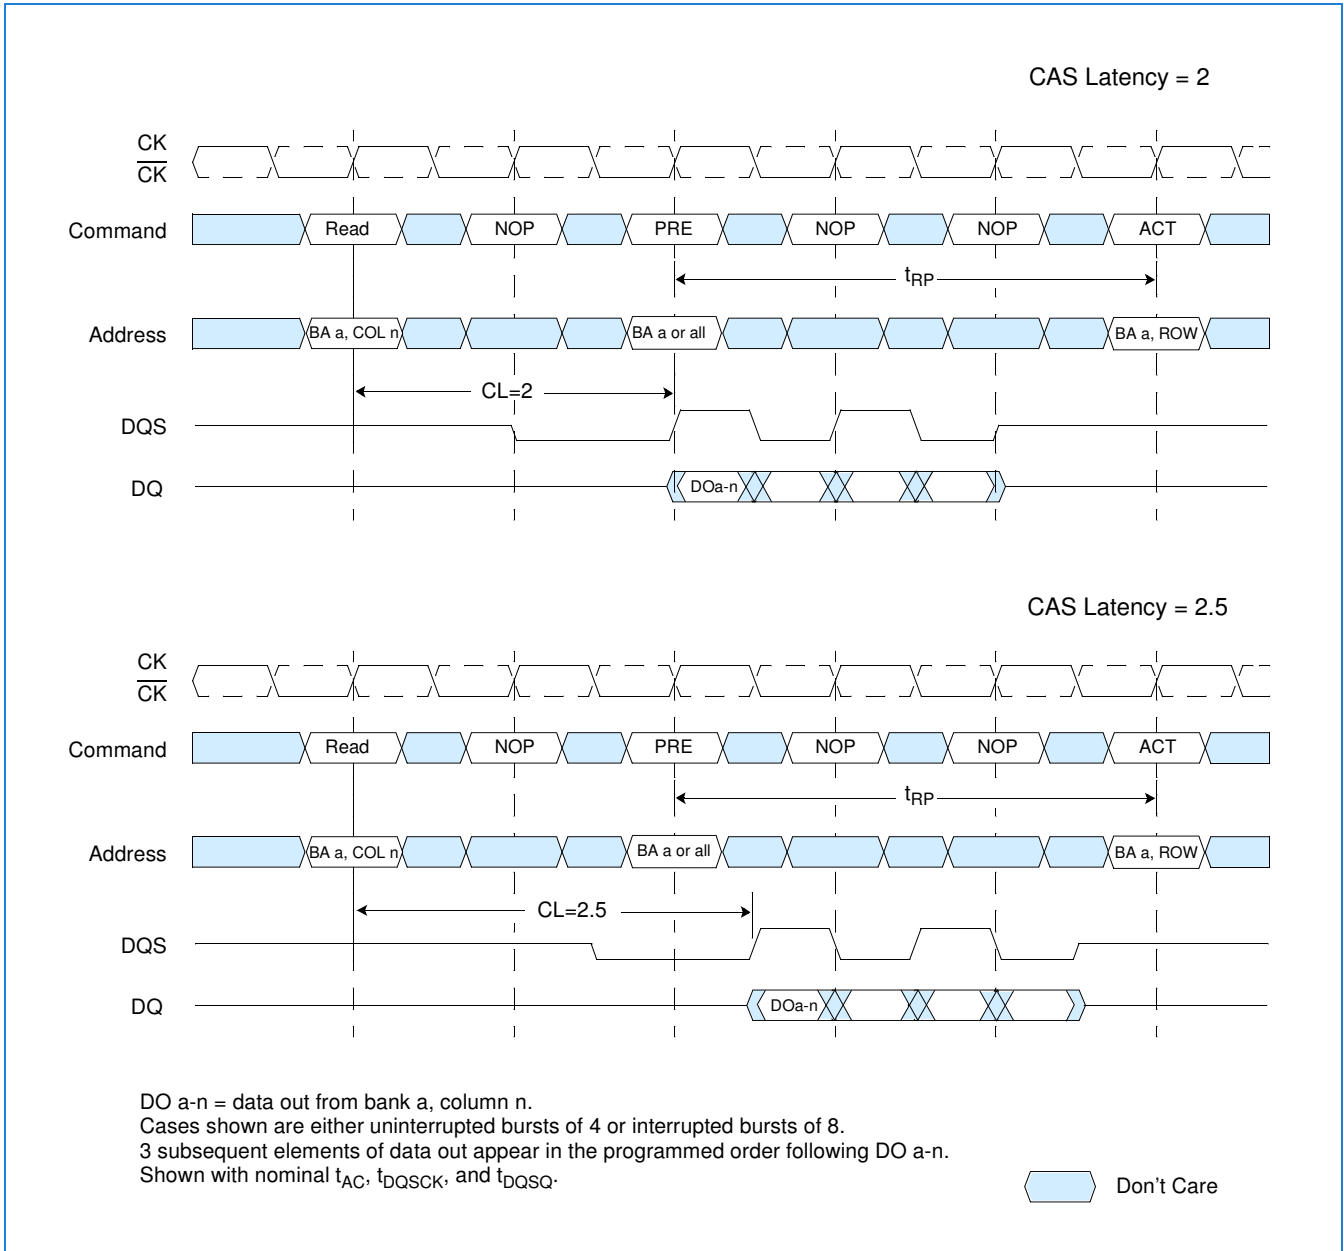 CAS Latency = 2
CK
CK
Command Read NOP PRE NOP NOP ACT
tRP
Address BA a, COL n BA a or all BA a, ROW
CL=2
DQS
DQ DOa-n
CAS Latency = 2.5
CK
CK
Command Read NOP PRE NOP NOP ACT
tRP
Address BA a, COL n BA a or all BA a, ROW
CL=2.5
DQS
DQ DOa-n
DO a-n = data out from bank a, column n.
Cases shown are either uninterrupted bursts of 4 or interrupted bursts of 8.
3 subsequent elements of data out appear in the programmed order following DO a-n.
Shown with nominal tAC, tDQSCK, and tDQSQ.
Don't Care